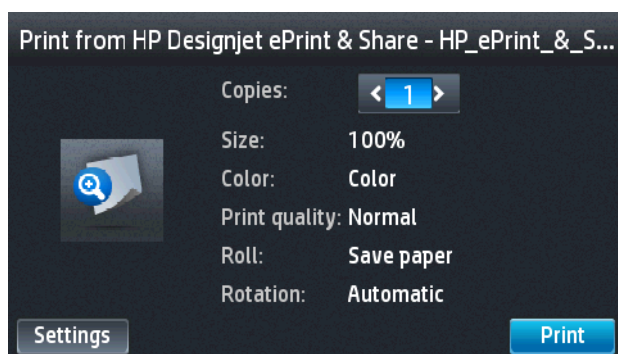 Print from HP Designjet ePrint & Share - HP_ePrint_&_S...
Copies: 1
Size: 100%
Color: Color
Print quality: Normal
Roll: Save paper
Rotation: Automatic
Settings Print